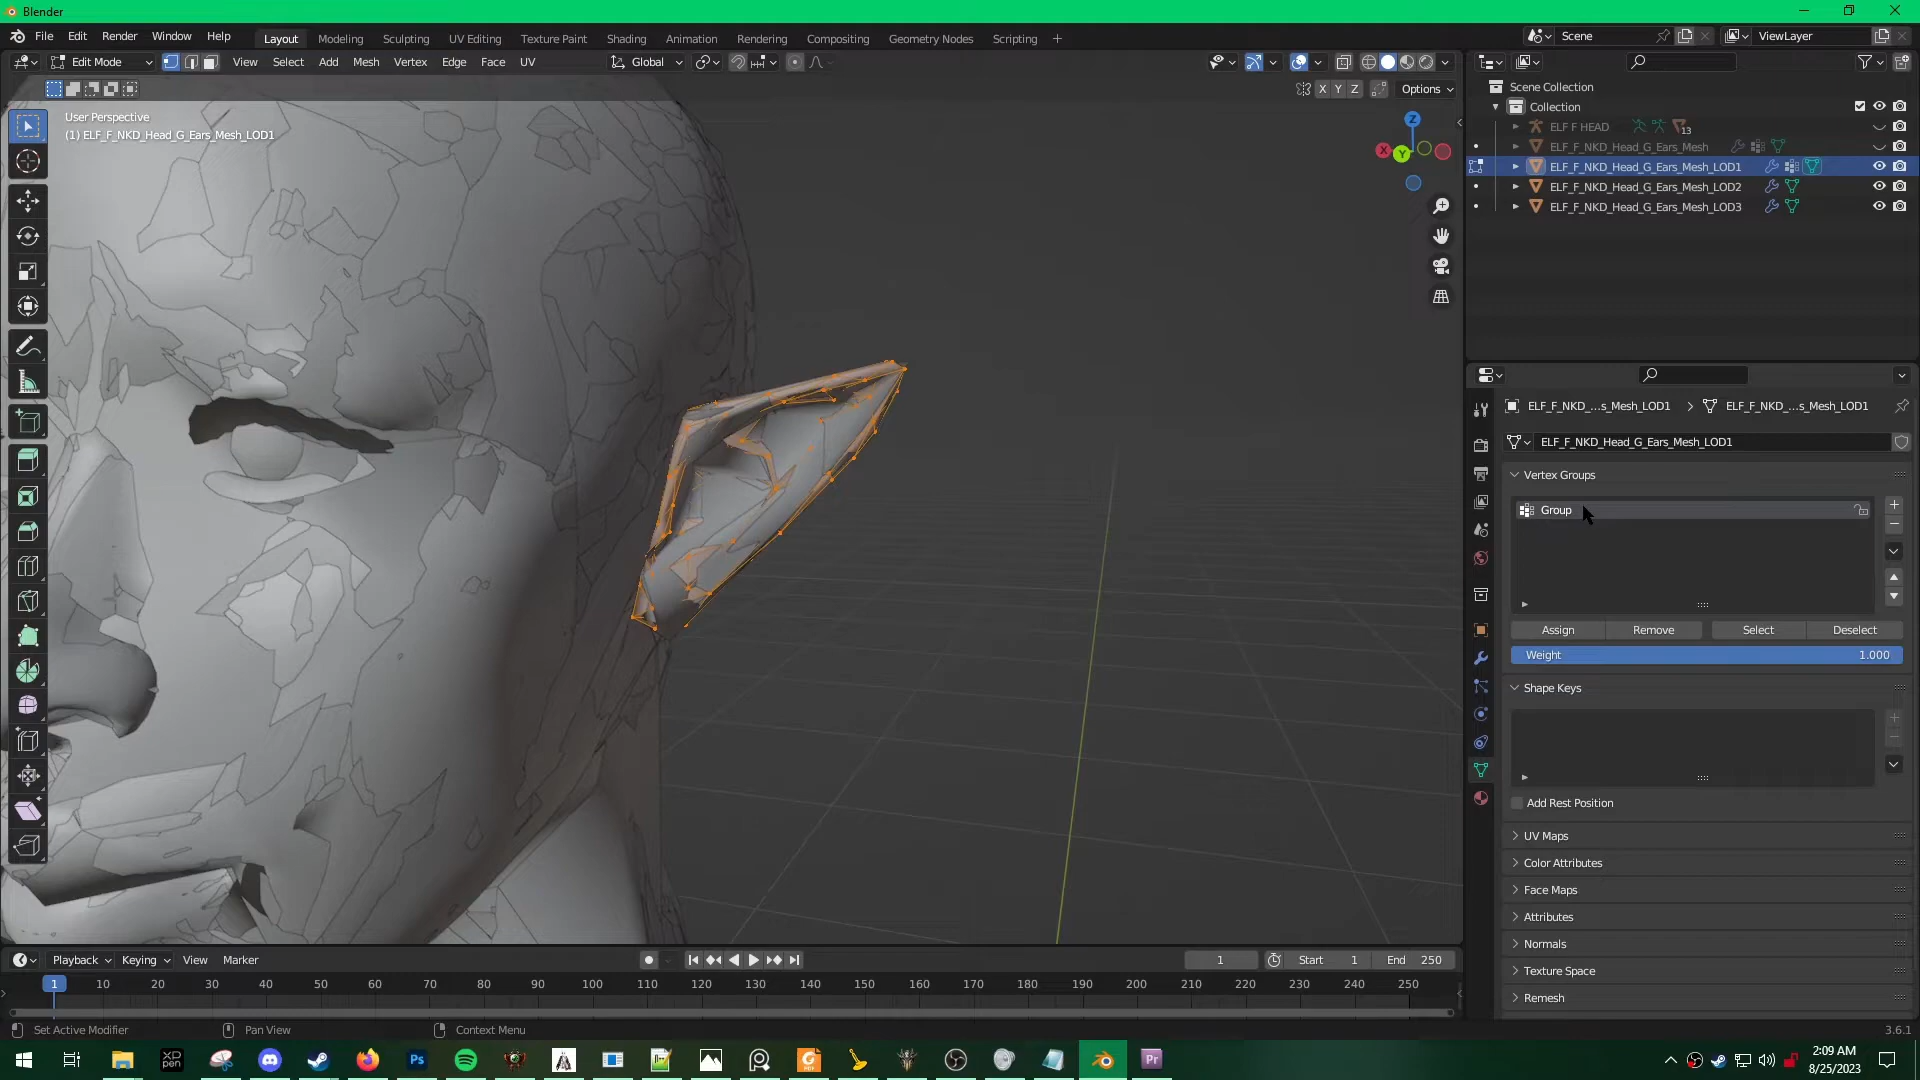 Blender
File Edit Render Window Help Layout Modeling Sculpting UV Editing Texture Paint Shading Animation Rendering Compositing Geometry Nodes Scripting + Scene ViewLayer
Edit Mode View Select Add Mesh Vertex Edge Face UV Global
X Y Z Options
User Perspective
(1) ELF_F_NKD_Head_G_Ears_Mesh_LOD1
Z
X Y
Scene Collection
Collection
ELF F HEAD 13
ELF_F_NKD_Head_G_Ears_Mesh
ELF_F_NKD_Head_G_Ears_Mesh_LOD1
ELF_F_NKD_Head_G_Ears_Mesh_LOD2
ELF_F_NKD_Head_G_Ears_Mesh_LOD3
ELF_F_NKD_...s_Mesh_LOD1 ELF_F_NKD_...s_Mesh_LOD1
ELF_F_NKD_Head_G_Ears_Mesh_LOD1
Vertex Groups
Group
Assign Remove Select Deselect
Weight 1.000
Shape Keys
Add Rest Position
UV Maps
Color Attributes
Face Maps
Attributes
Normals
Texture Space
Remesh
Playback Keying View Marker 1 Start 1 End 250
1 10 20 30 40 50 60 70 80 90 100 110 120 130 140 150 160 170 180 190 200 210 220 230 240 250
Set Active Modifier Pan View Context Menu 3.6.1
XD
pen
Ps
Pr
2:09 AM
8/25/2023